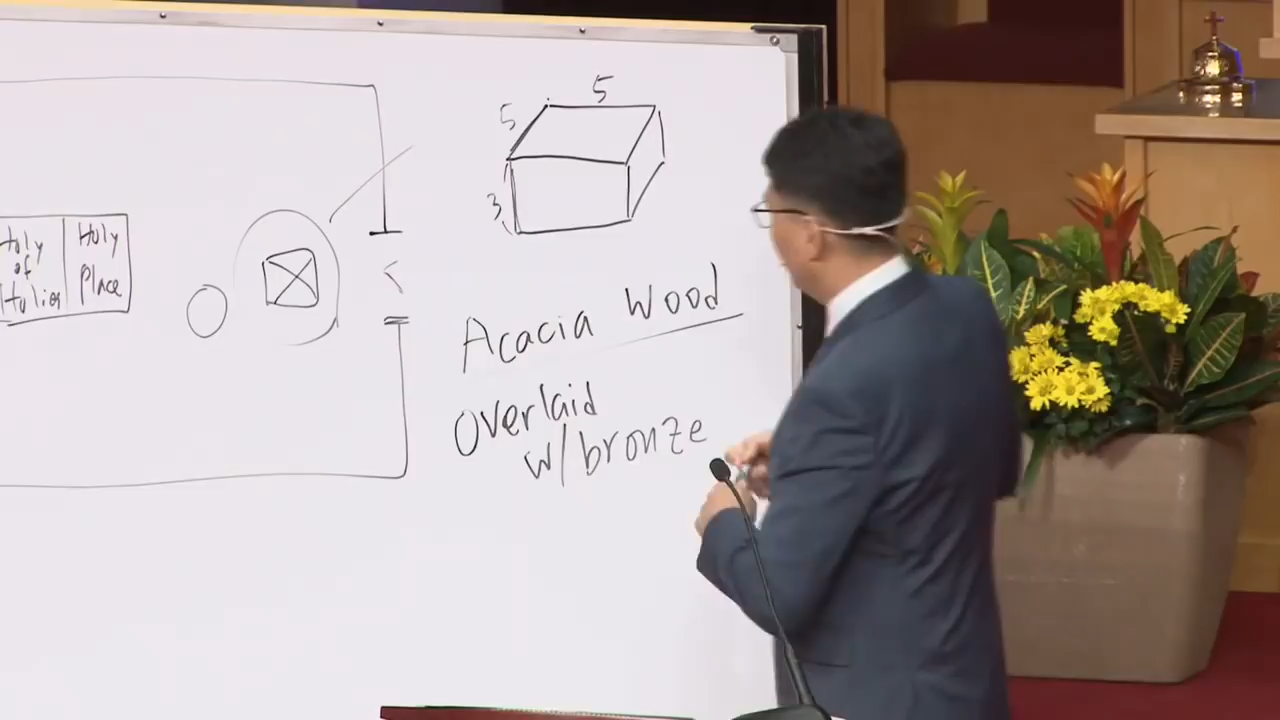 5
5
3
Holy
of
Holies
Holy
Place
Acacia Wood
Overlaid
w/bronze